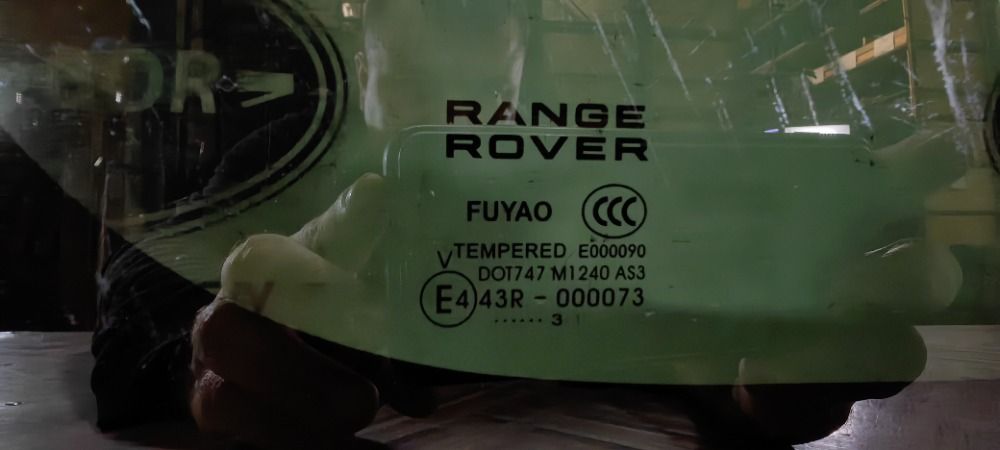 RANGE
ROVER
FUYAO CCC
TEMPERED E000090
V
DOT747 M1240 AS3
E4 43R - 000073
...... 3